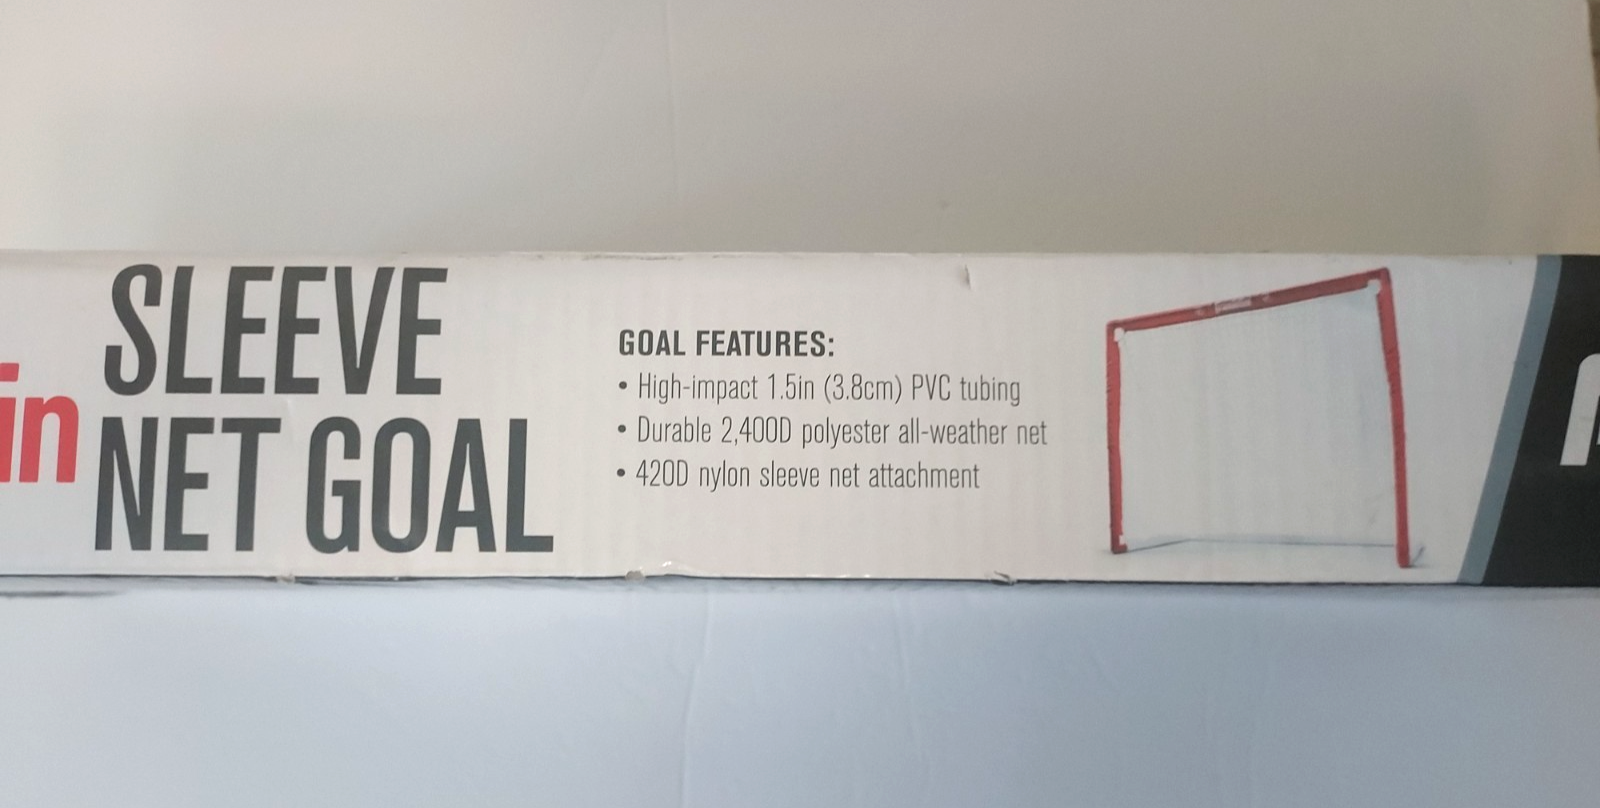 in
SLEEVE
NET GOAL
GOAL FEATURES:
• High-impact 1.5in (3.8cm) PVC tubing
• Durable 2,400D polyester all-weather net
• 420D nylon sleeve net attachment